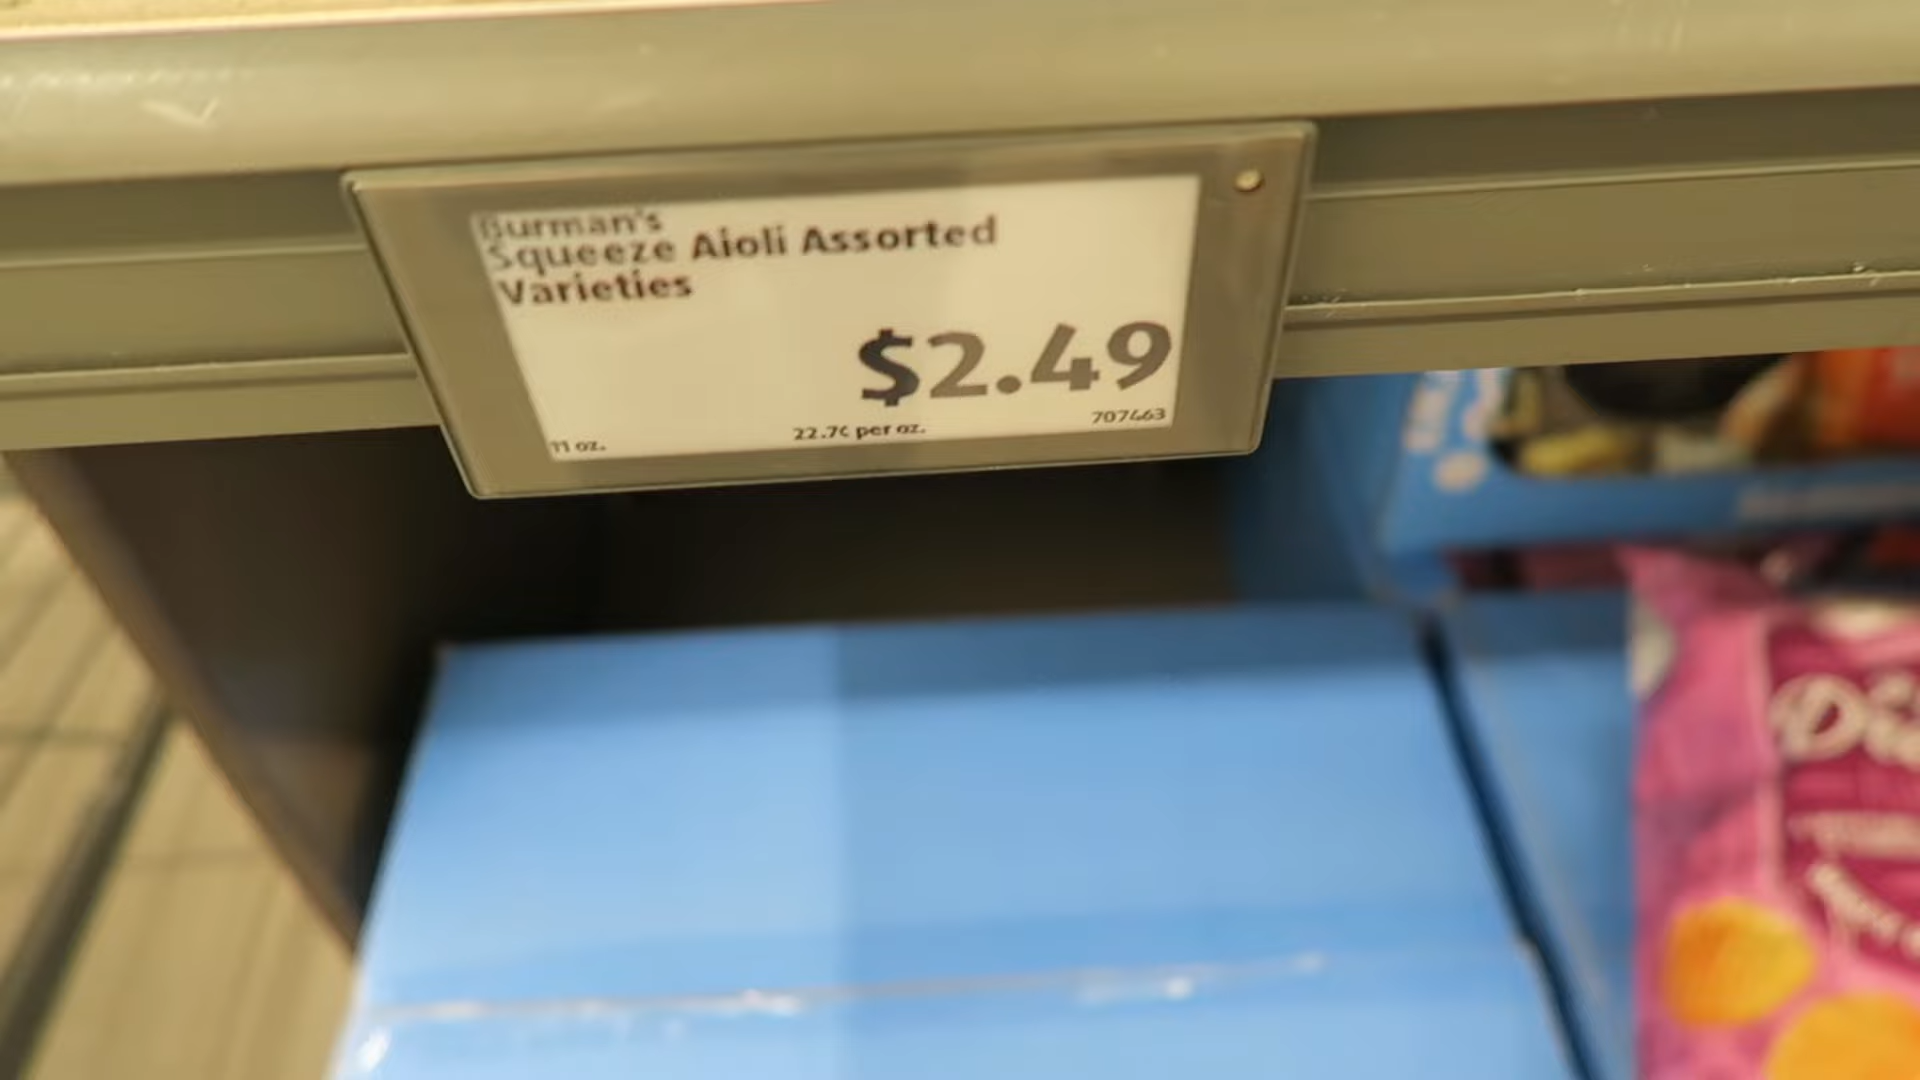 Burman's
Squeeze Aioli Assorted
Varieties
$2.49
11 oz.
22.7¢ per oz.
707463